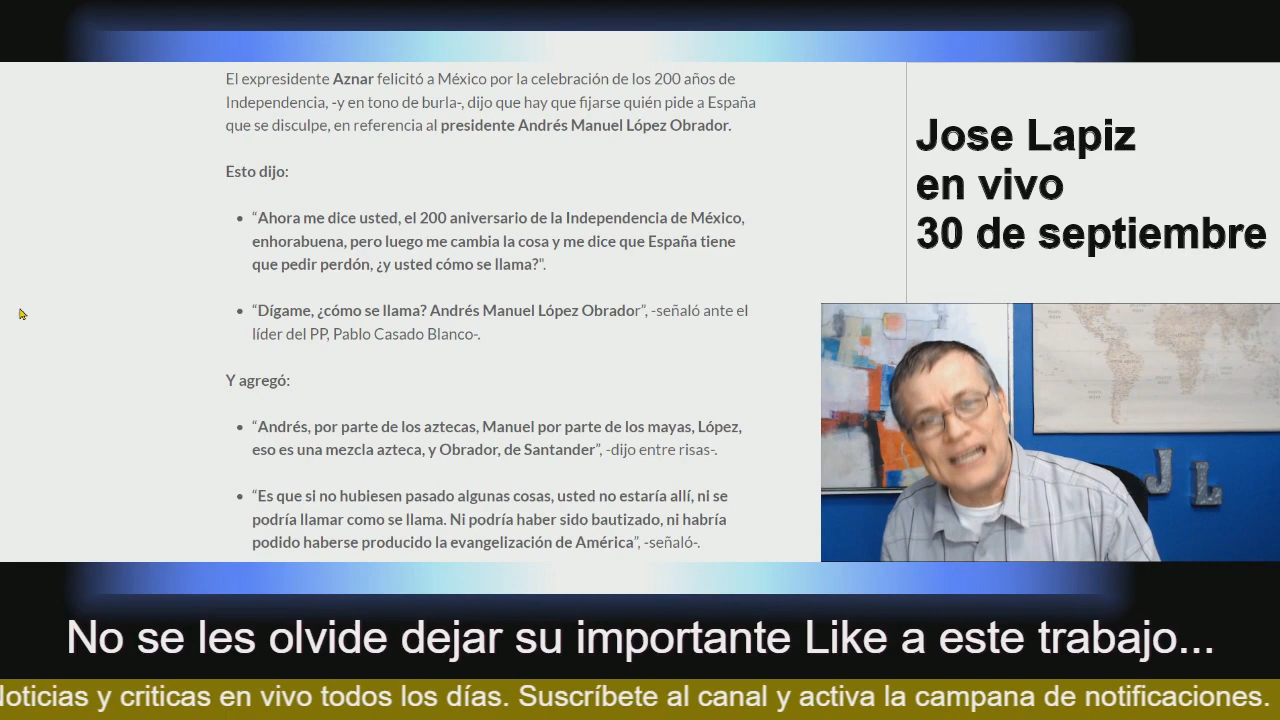 El expresidente Aznar felicitó a México por la celebración de los 200 años de
Independencia, -y en tono de burla-, dijo que hay que fijarse quién pide a España
que se disculpe, en referencia al presidente Andrés Manuel López Obrador.
Esto dijo:
“Ahora me dice usted, el 200 aniversario de la Independencia de México,
enhorabuena, pero luego me cambia la cosa y me dice que España tiene
que pedir perdón, ¿y usted cómo se llama?”.
“Dígame, ¿cómo se llama? Andrés Manuel López Obrador”, -señaló ante el
líder del PP, Pablo Casado Blanco-.
Y agregó:
“Andrés, por parte de los aztecas, Manuel por parte de los mayas, López,
eso es una mezcla azteca, y Obrador, de Santander”, -dijo entre risas-.
“Es que si no hubiesen pasado algunas cosas, usted no estaría allí, ni se
podría llamar como se llama. Ni podría haber sido bautizado, ni habría
podido haberse producido la evangelización de América”, -señaló-.
Jose Lapiz
en vivo
30 de septiembre
J L
No se les olvide dejar su importante Like a este trabajo...
loticias y criticas en vivo todos los días. Suscríbete al canal y activa la campana de notificaciones.